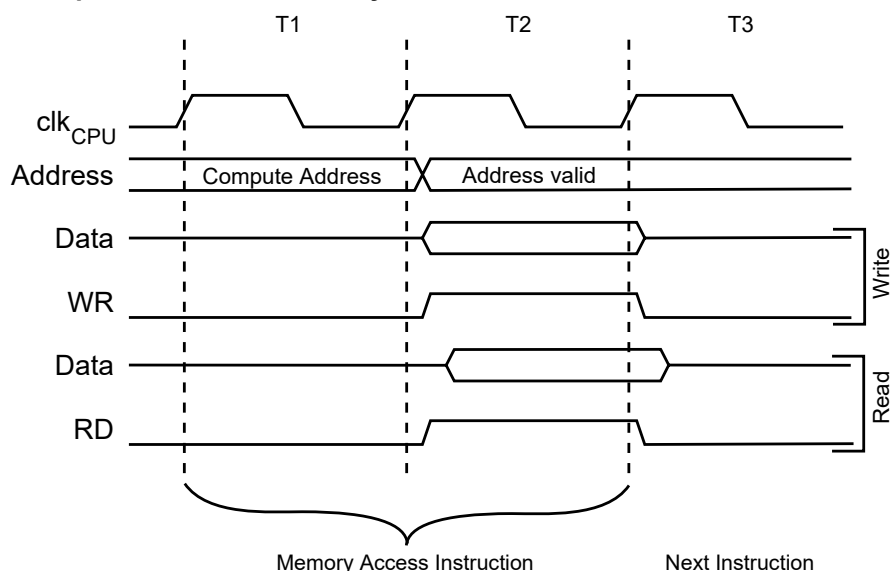 T1 T2 T3
clkCPU
Address
Compute Address Address valid
Data
WR
Write
Data
RD
Read
Memory Access Instruction Next Instruction